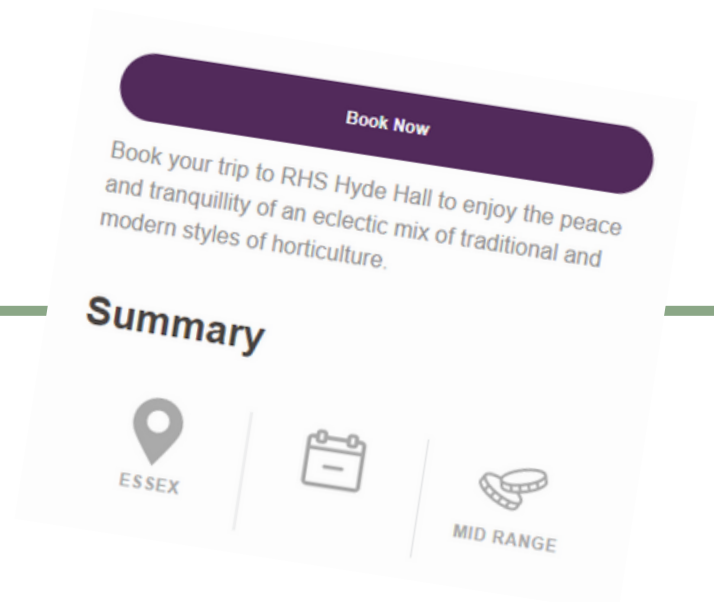 Book Now
Book your trip to RHS Hyde Hall to enjoy the peace
and tranquillity of an eclectic mix of traditional and
modern styles of horticulture.
Summary
ESSEX
MID RANGE